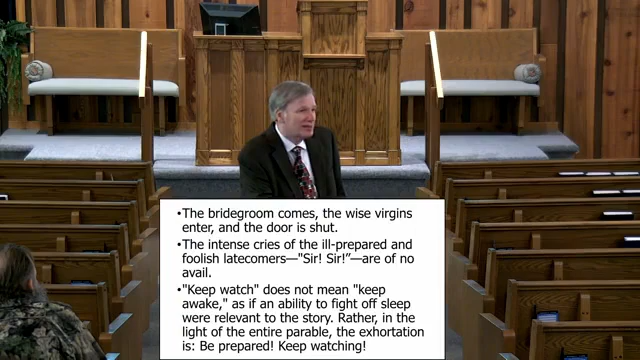 •The bridegroom comes, the wise virgins
enter, and the door is shut.
•The intense cries of the ill-prepared and
foolish latecomers—"Sir! Sir!”—are of no
avail.
•"Keep watch" does not mean "keep
awake," as if an ability to fight off sleep
were relevant to the story. Rather, in the
light of the entire parable, the exhortation
is: Be prepared! Keep watching!